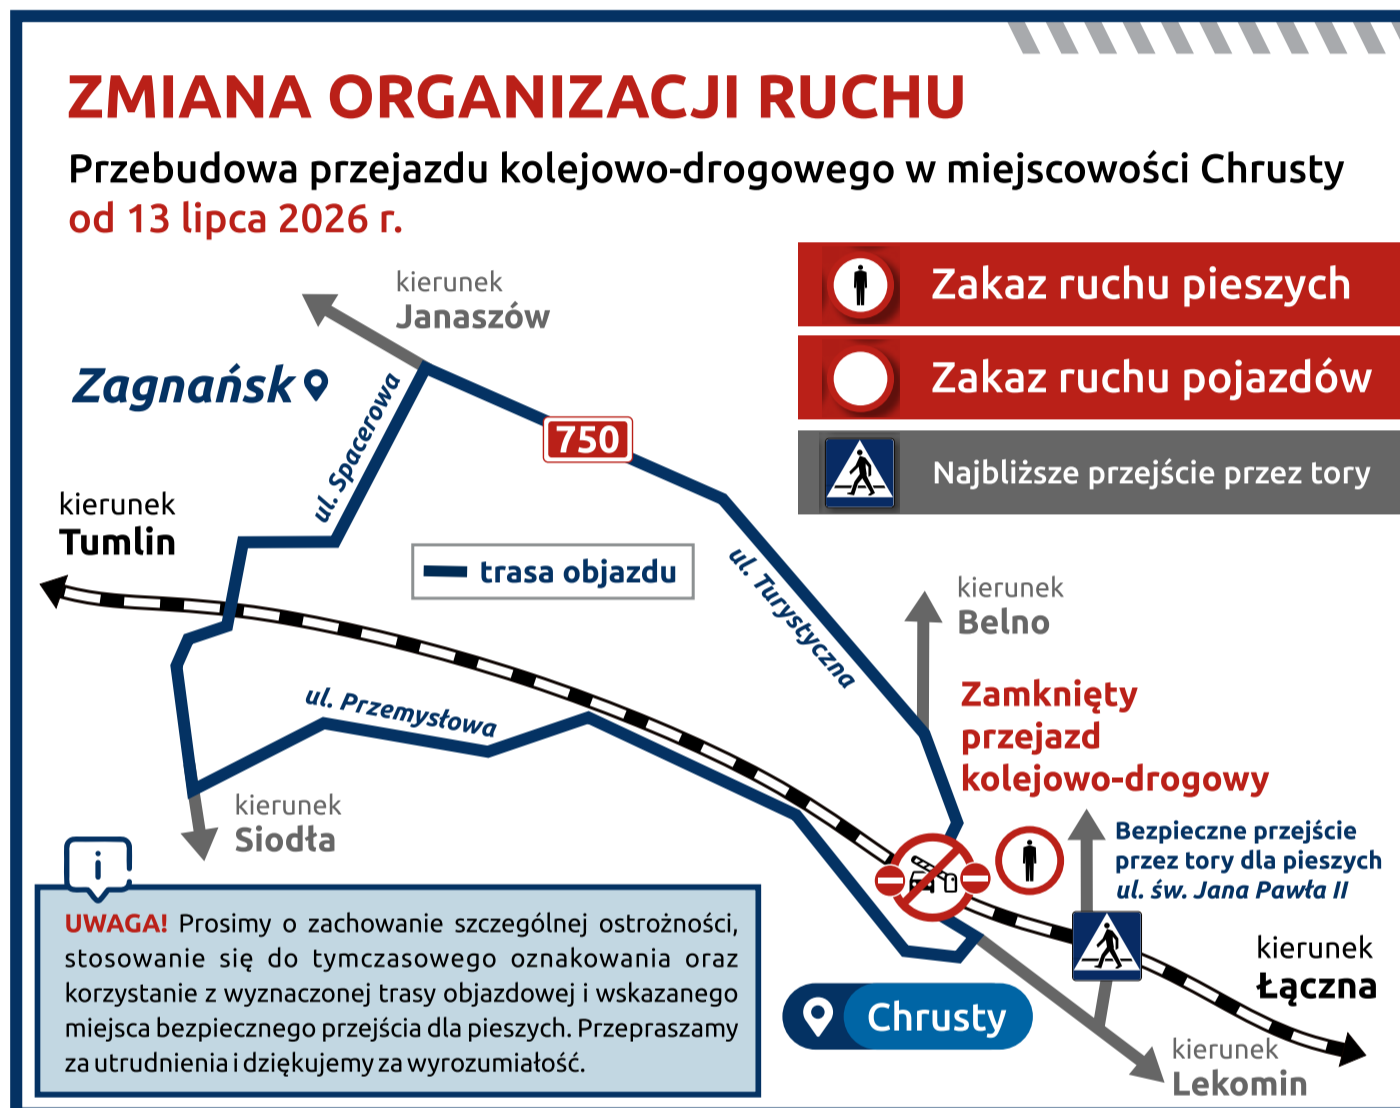 ZMIANA ORGANIZACJI RUCHU
Przebudowa przejazdu kolejowo-drogowego w miejscowości Chrusty
od 13 lipca 2026 r.
Zakaz ruchu pieszych
Zakaz ruchu pojazdów
Najbliższe przejście przez tory
kierunek
Janaszów
Zagnańsk
ul. Spacerowa
750
kierunek
Tumlin
trasa objazdu
ul. Turystyczna
kierunek
Belno
ul. Przemysłowa
Zamknięty
przejazd
kolejowo-drogowy
kierunek
Siodła
Bezpieczne przejście
przez tory dla pieszych
ul. św. Jana Pawła II
i
UWAGA! Prosimy o zachowanie szczególnej ostrożności,
stosowanie się do tymczasowego oznakowania oraz
korzystanie z wyznaczonej trasy objazdowej i wskazanego
miejsca bezpiecznego przejścia dla pieszych. Przepraszamy
za utrudnienia i dziękujemy za wyrozumiałość.
kierunek
Łączna
Chrusty
kierunek
Lekomin